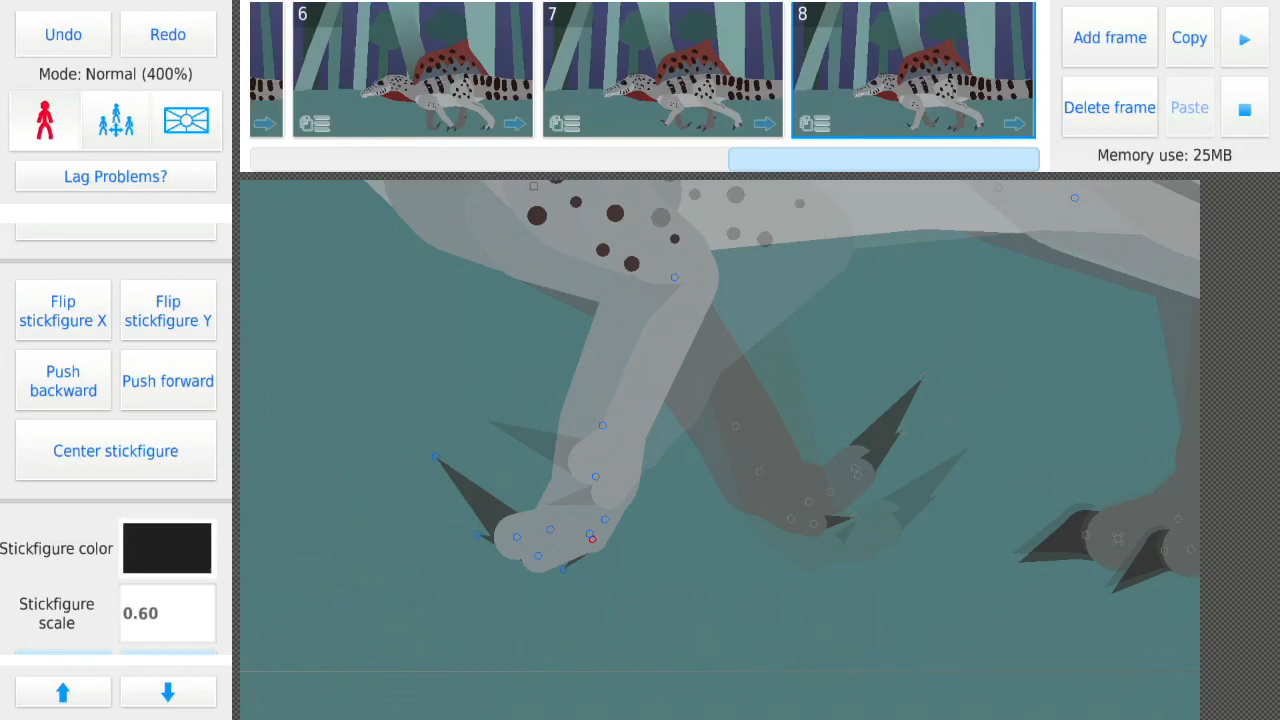 Undo
Redo
Mode: Normal (400%)
Lag Problems?
6
7
8
Add frame
Copy
Delete frame
Paste
Memory use: 25MB
Flip
stickfigure X
Flip
stickfigure Y
Push
backward
Push forward
Center stickfigure
Stickfigure color
Stickfigure
scale
0.60